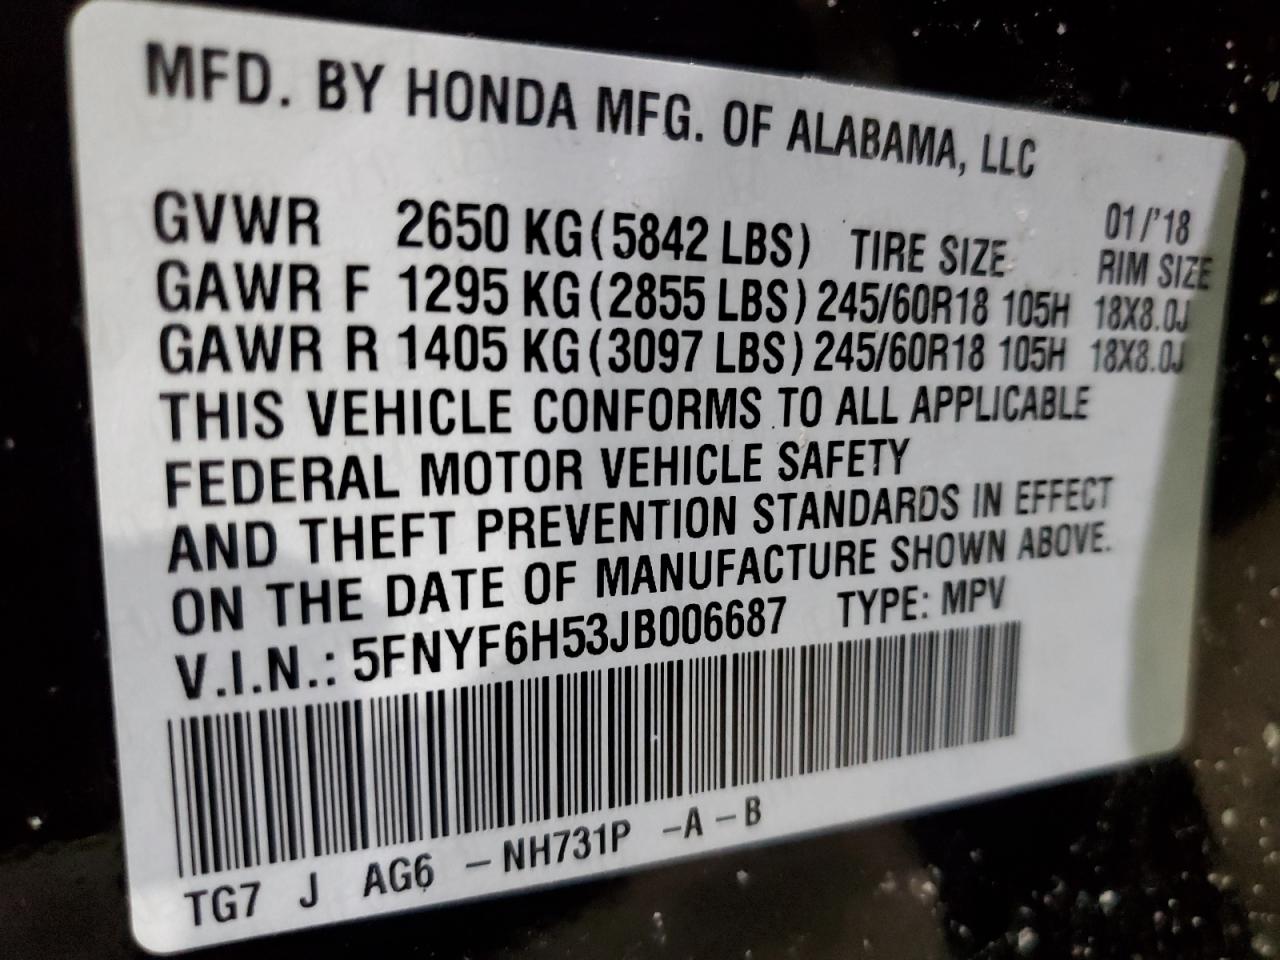 MFD. BY HONDA MFG. OF ALABAMA, LLC
01/'18
GVWR 2650 KG (5842 LBS) TIRE SIZE RIM SIZE
GAWR F 1295 KG (2855 LBS) 245/60R18 105H 18X8.0J
GAWR R 1405 KG (3097 LBS) 245/60R18 105H 18X8.0J
THIS VEHICLE CONFORMS TO ALL APPLICABLE
FEDERAL MOTOR VEHICLE SAFETY
AND THEFT PREVENTION STANDARDS IN EFFECT
ON THE DATE OF MANUFACTURE SHOWN ABOVE.
V.I.N.: 5FNYF6H53JB006687 TYPE: MPV
TG7 J AG6 – NH731P –A – B